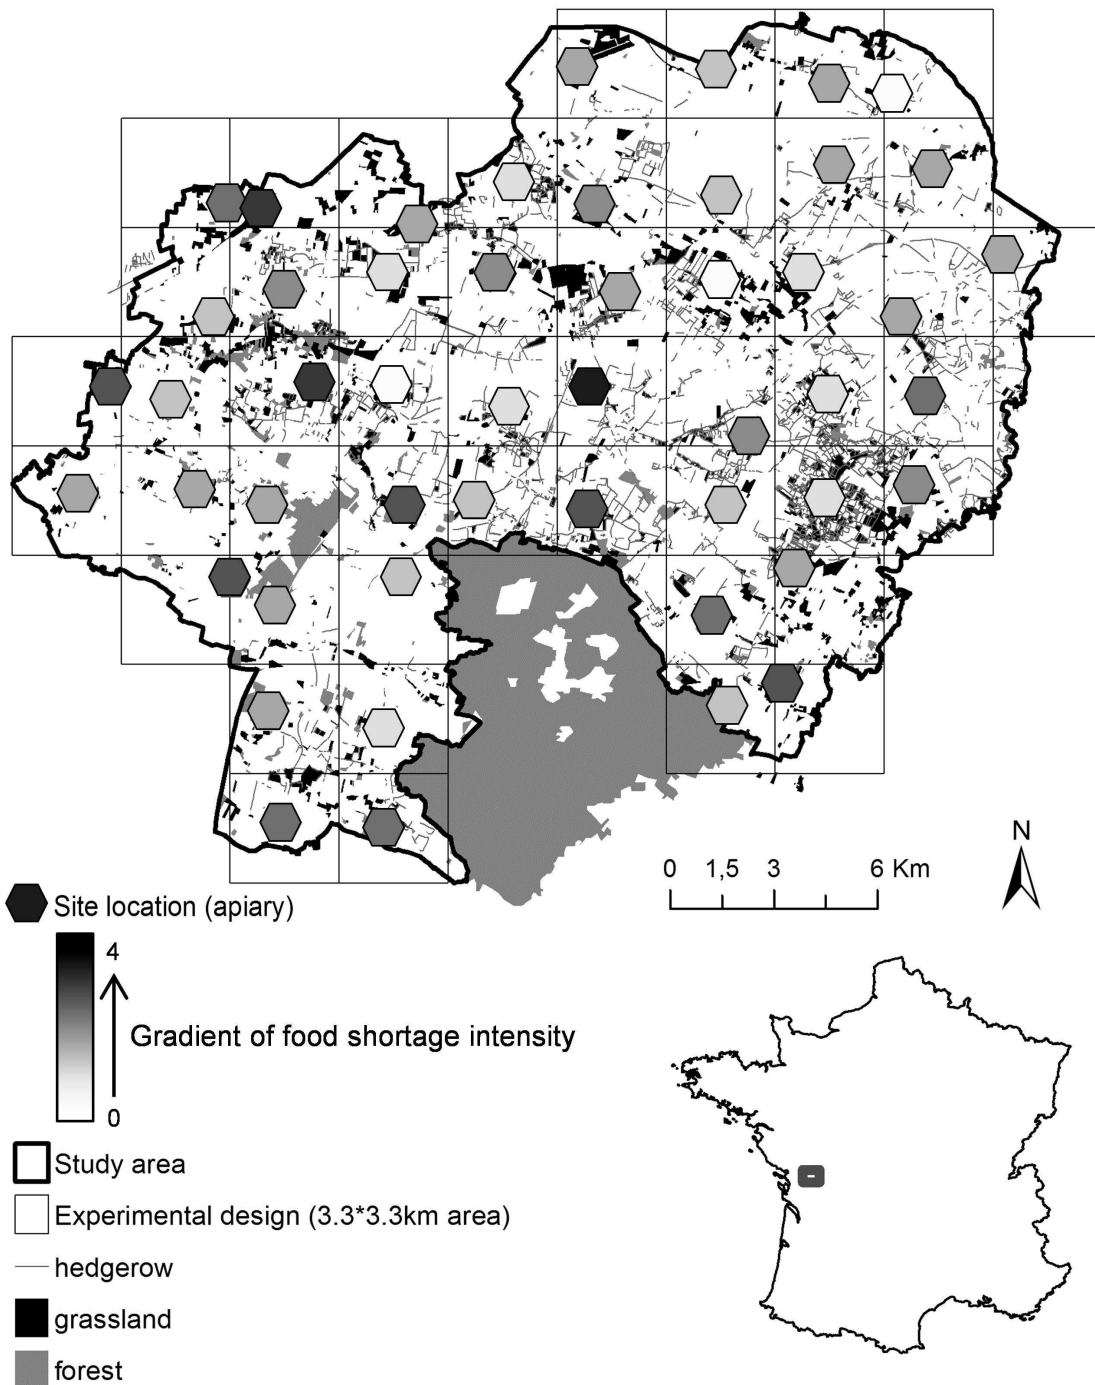 N
0 1,5 3 6 Km
Site location (apiary)
4
Gradient of food shortage intensity
0
Study area
Experimental design (3.3*3.3km area)
hedgerow
grassland
forest